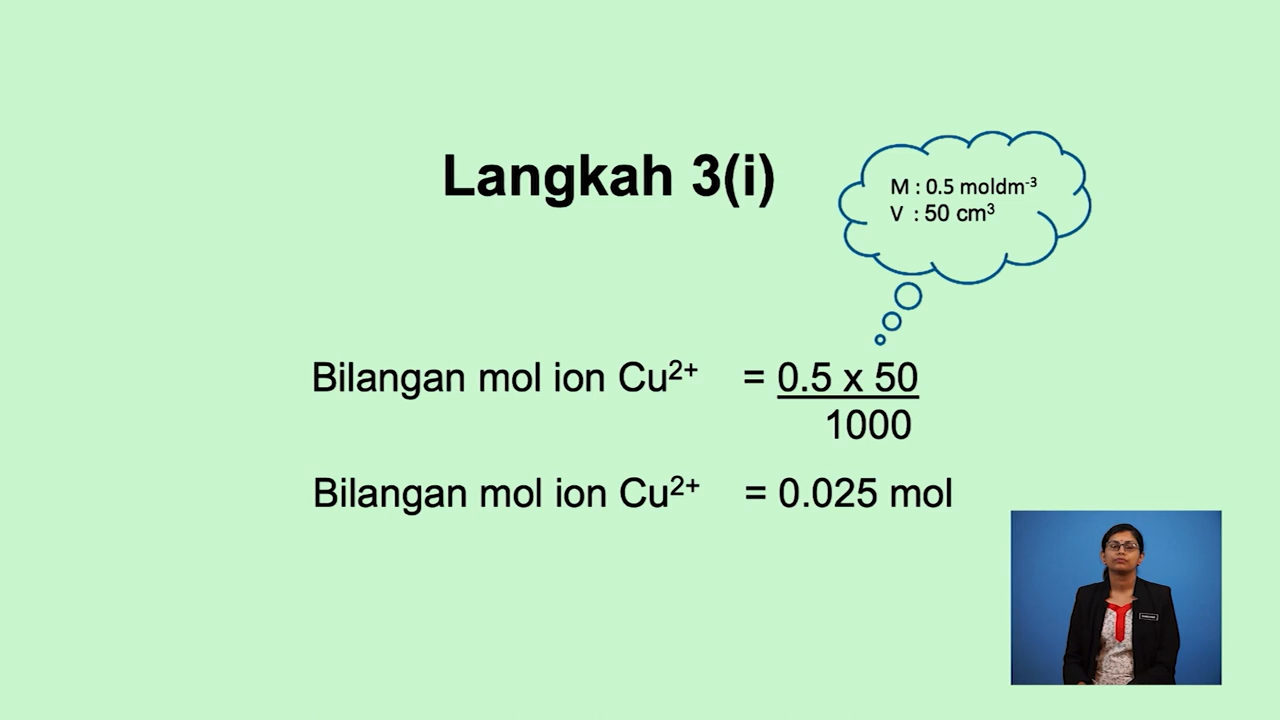 Langkah 3(i)
M : 0.5 moldm⁻³
V : 50 cm³
Bilangan mol ion Cu²⁺ = 0.5 x 50
1000
Bilangan mol ion Cu²⁺ = 0.025 mol